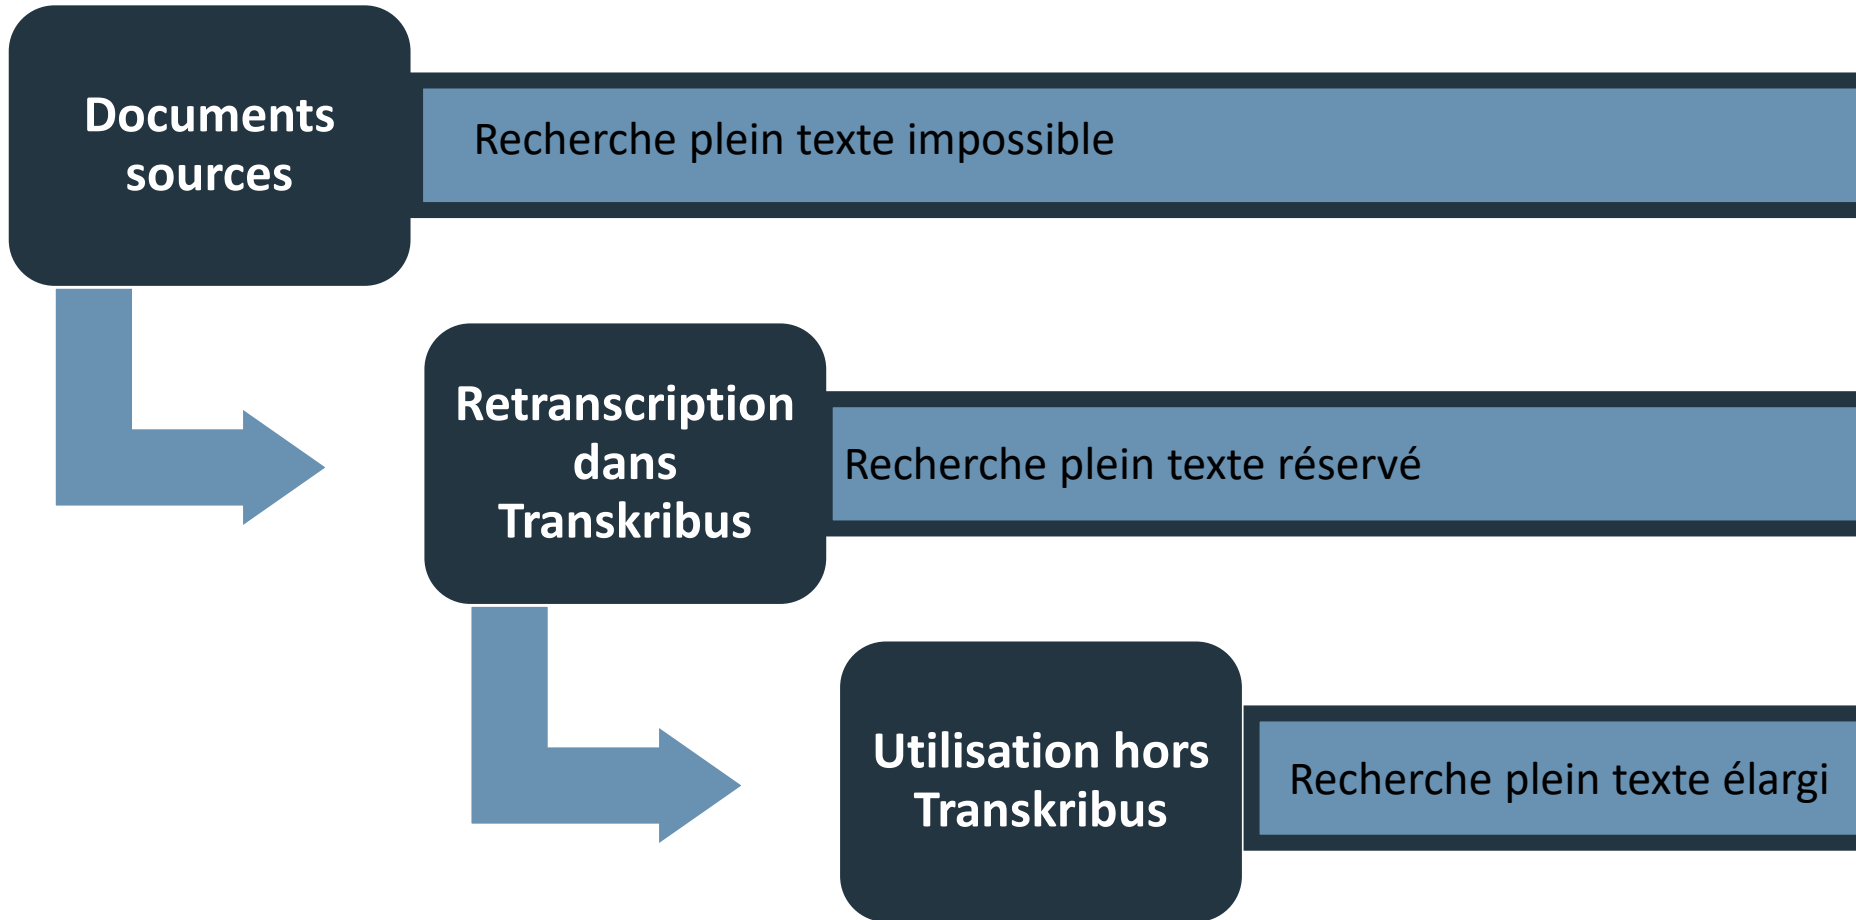 Documents
sources
Recherche plein texte impossible
Retranscription
dans
Transkribus
Recherche plein texte réservé
Utilisation hors
Transkribus
Recherche plein texte élargi